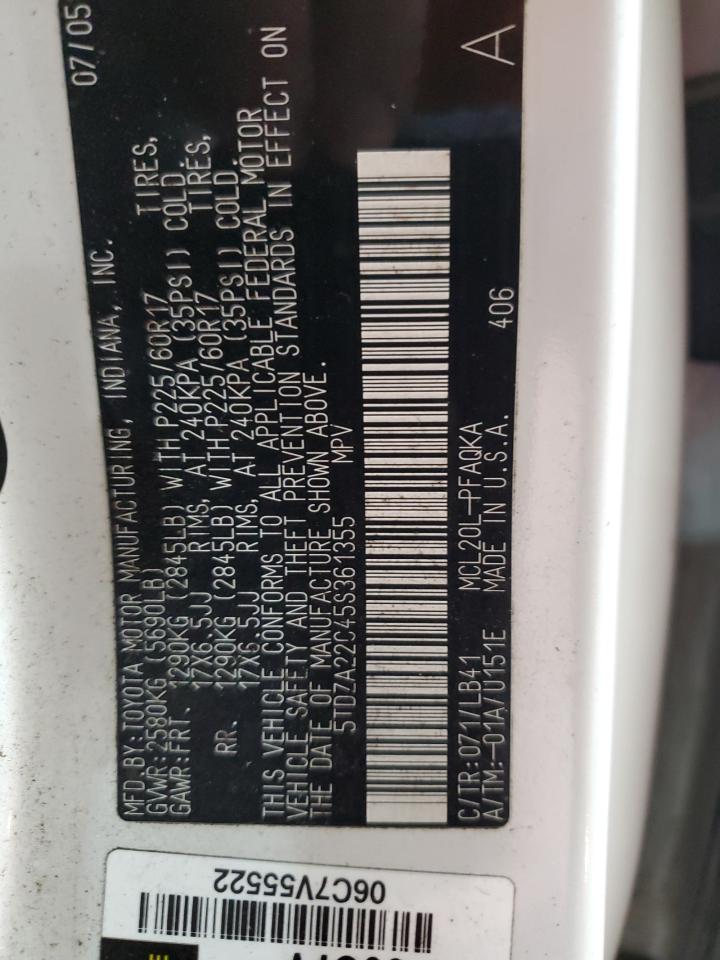 MFD.BY:TOYOTA MOTOR MANUFACTURING, INDIANA, INC. 07/05
GVWR:2580KG (5690LB)
GAWR:FRT. 1290KG (2845LB) WITH P225/60R17 TIRES,
17X6.5JJ RIMS, AT 240KPA (35PSI) COLD
RR. 1290KG (2845LB) WITH P225/60R17 TIRES,
17X6.5JJ RIMS, AT 240KPA (35PSI) COLD.
THIS VEHICLE CONFORMS TO ALL APPLICABLE FEDERAL MOTOR
VEHICLE SAFETY AND THEFT PREVENTION STANDARDS IN EFFECT ON
THE DATE OF MANUFACTURE SHOWN ABOVE.
5TDZA22C45S361355 MPV
C/TR:071/LB41 MCL20L-PFAQKA 406
A/TM:-01A/U151E MADE IN U.S.A. A
06C7V555522